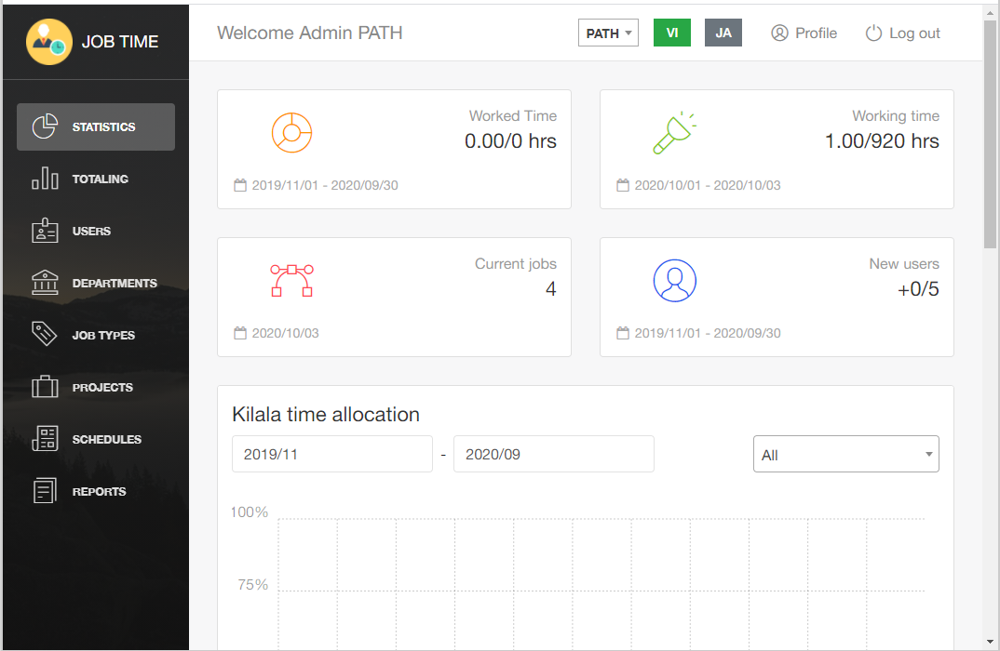 JOB TIME
Welcome Admin PATH
PATH
VI
JA
Profile
Log out
STATISTICS
TOTALING
USERS
DEPARTMENTS
JOB TYPES
PROJECTS
SCHEDULES
REPORTS
Worked Time
0.00/0 hrs
2019/11/01 - 2020/09/30
Working time
1.00/920 hrs
2020/10/01 - 2020/10/03
Current jobs
4
2020/10/03
New users
+0/5
2019/11/01 - 2020/09/30
Kilala time allocation
2019/11 - 2020/09
All
100%
75%